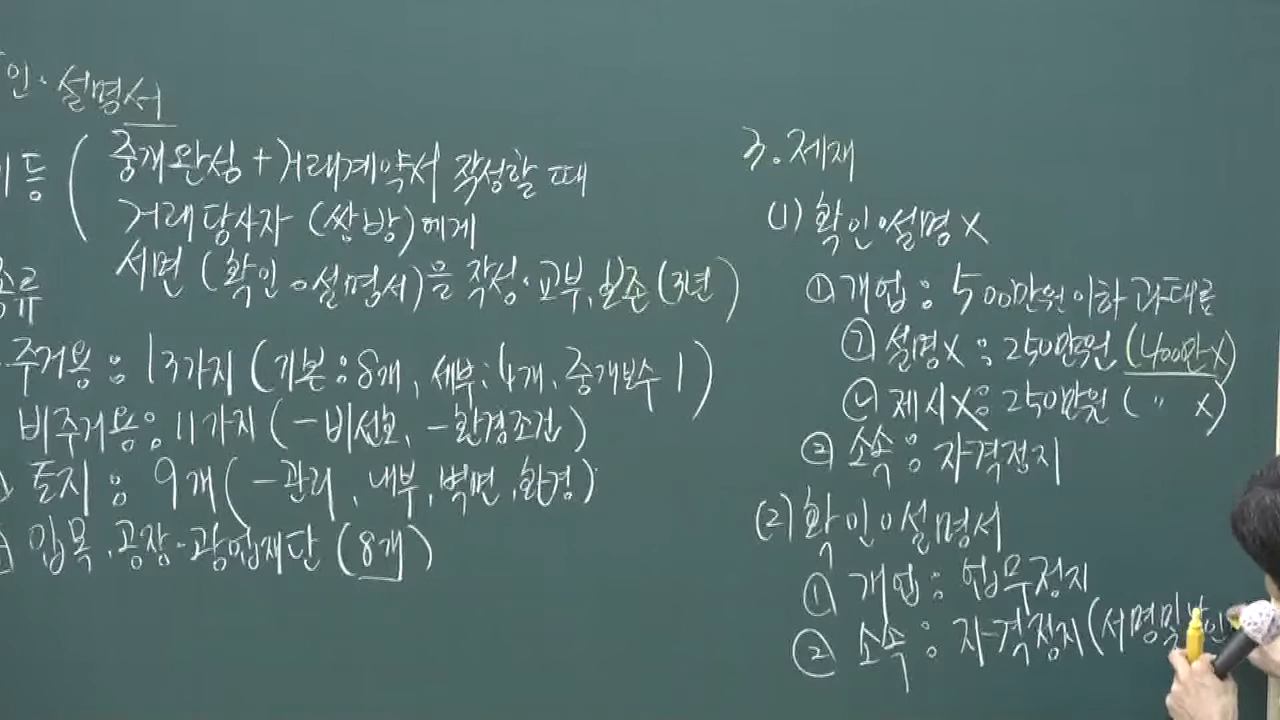 인·설명서
등 (중개완성 + 거래계약서 작성할 때
거래당사자 (쌍방)에게
서면 (확인·설명서)을 작성·교부, 보존 (3년)
종류
주거용 : 13가지 (기본 : 8개, 세부 : 4개, 중개보수 1)
비주거용 : 11가지 (-비선호, -환경조건)
토지 : 9개 (-관리, 내부, 벽면, 환경)
입목·공장·광업재단 (8개)
3. 제재
(1) 확인·설명 X
① 개업 : 500만원 이하 과태료
㉠ 설명X : 250만원 (400만X)
㉡ 제시X : 250만원 ( " X)
② 소속 : 자격정지
(2) 확인·설명서
① 개업 : 업무정지
② 소속 : 자격정지 (서명 및 날인